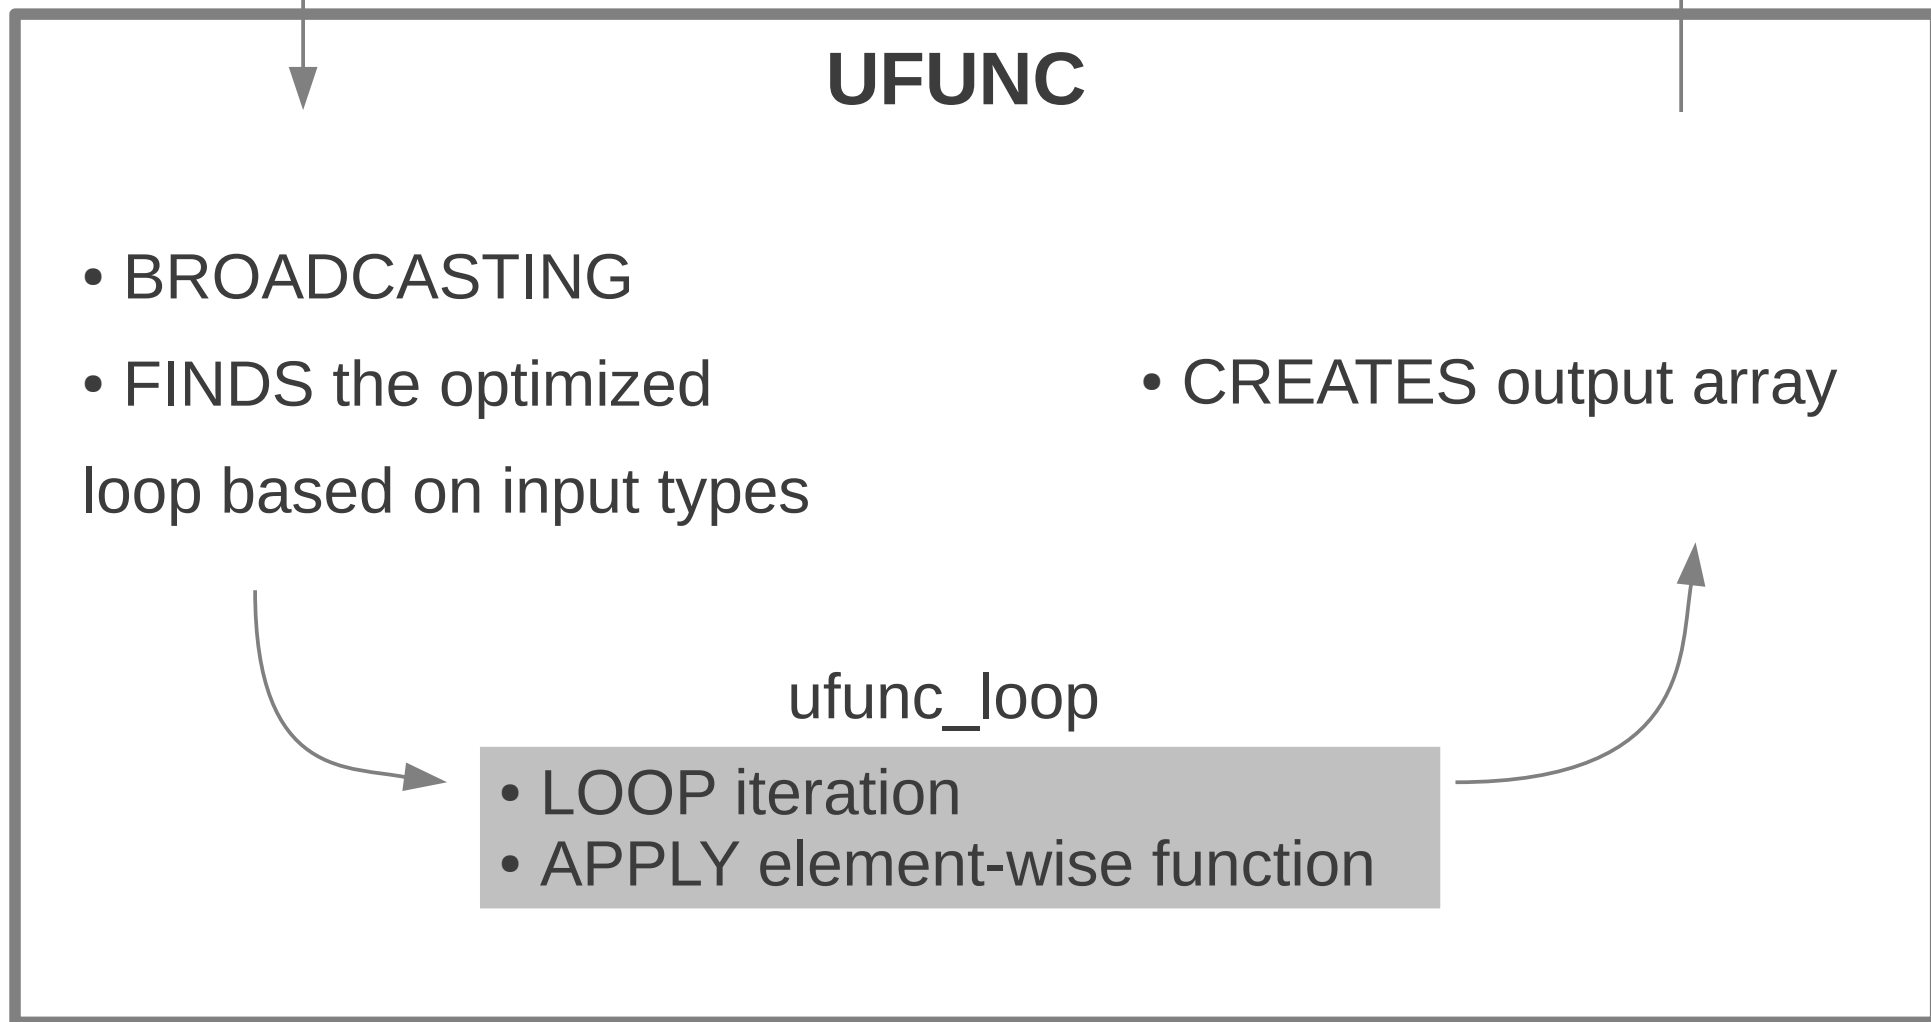 UFUNC
• BROADCASTING
• FINDS the optimized
loop based on input types
• CREATES output array
ufunc_loop
• LOOP iteration
• APPLY element-wise function